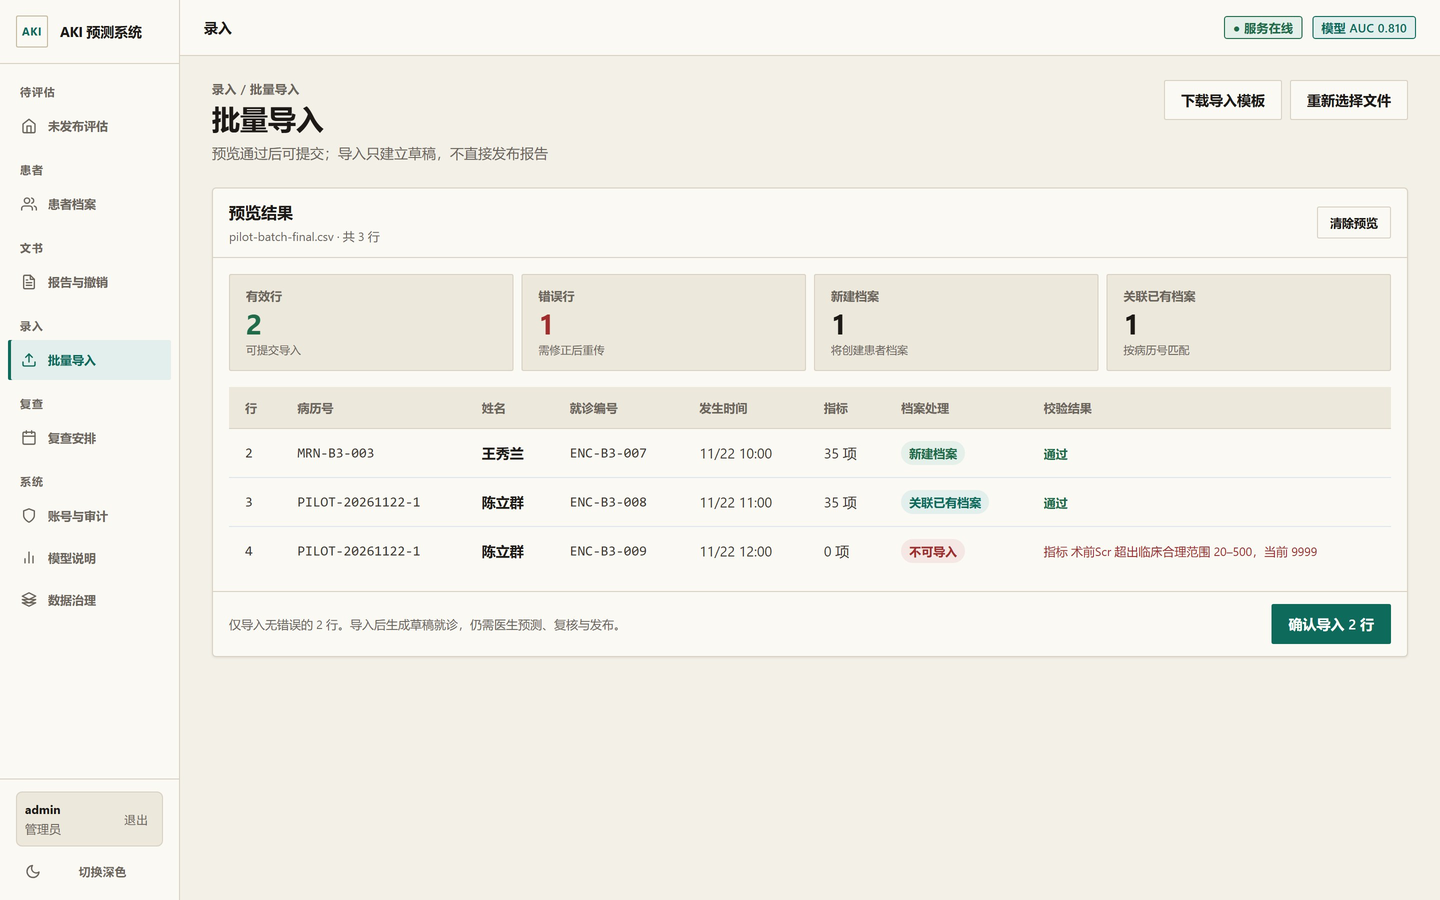 AKI
AKI 预测系统
待评估
未发布评估
患者
患者档案
文书
报告与撤销
录入
批量导入
复查
复查安排
系统
账号与审计
模型说明
数据治理
admin
管理员
退出
切换深色
录入
• 服务在线
模型 AUC 0.810
录入 / 批量导入
批量导入
预览通过后可提交；导入只建立草稿，不直接发布报告
下载导入模板
重新选择文件
预览结果
pilot-batch-final.csv · 共 3 行
清除预览
有效行
2
可提交导入
错误行
1
需修正后重传
新建档案
1
将创建患者档案
关联已有档案
1
按病历号匹配
行 病历号 姓名 就诊编号 发生时间 指标 档案处理 校验结果
2 MRN-B3-003 王秀兰 ENC-B3-007 11/22 10:00 35 项 新建档案 通过
3 PILOT-20261122-1 陈立群 ENC-B3-008 11/22 11:00 35 项 关联已有档案 通过
4 PILOT-20261122-1 陈立群 ENC-B3-009 11/22 12:00 0 项 不可导入 指标 术前Scr 超出临床合理范围 20–500，当前 9999
仅导入无错误的 2 行。导入后生成草稿就诊，仍需医生预测、复核与发布。
确认导入 2 行